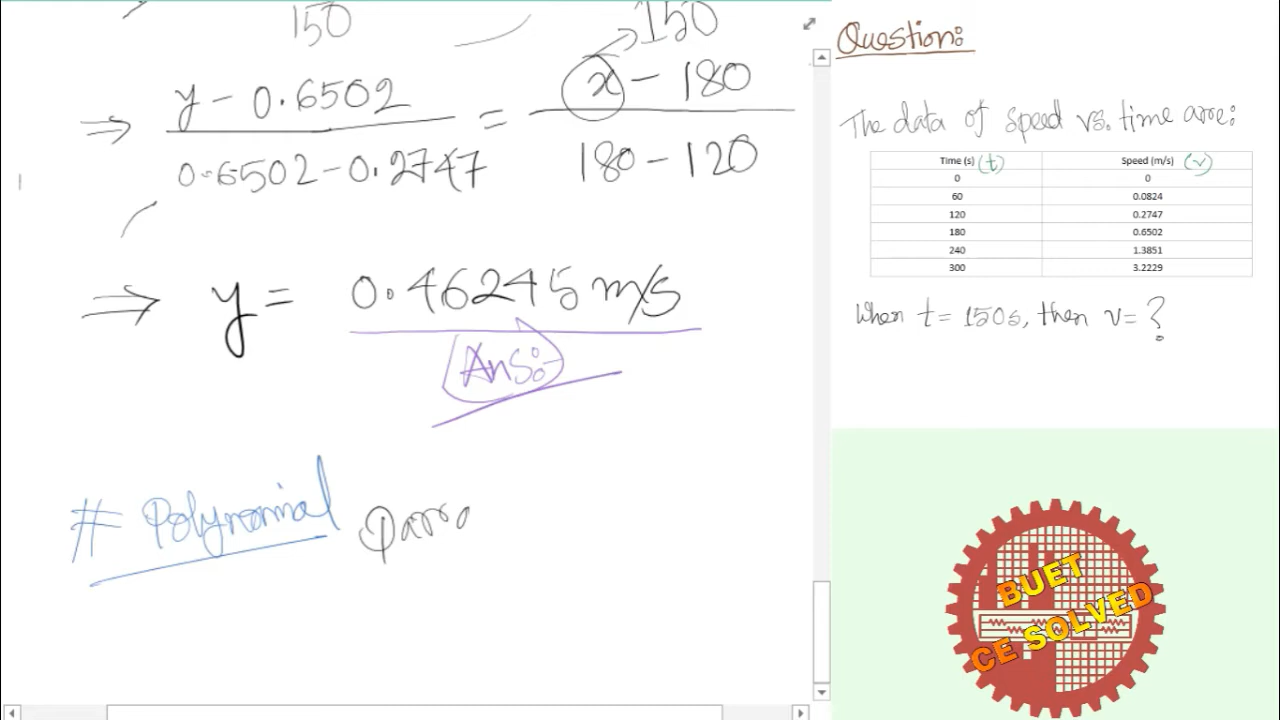 150
150
⇒ y - 0.6502 = x - 180
0.6502 - 0.2747 180 - 120
⇒ y = 0.46245 m/s
Ans:-
# Polynomial Parra
Question:
The data of speed vs. time are:
Time (s) (t) Speed (m/s) (v)
0 0
60 0.0824
120 0.2747
180 0.6502
240 1.3851
300 3.2229
When t = 150s, then v = ?
BUET
CE SOLVED